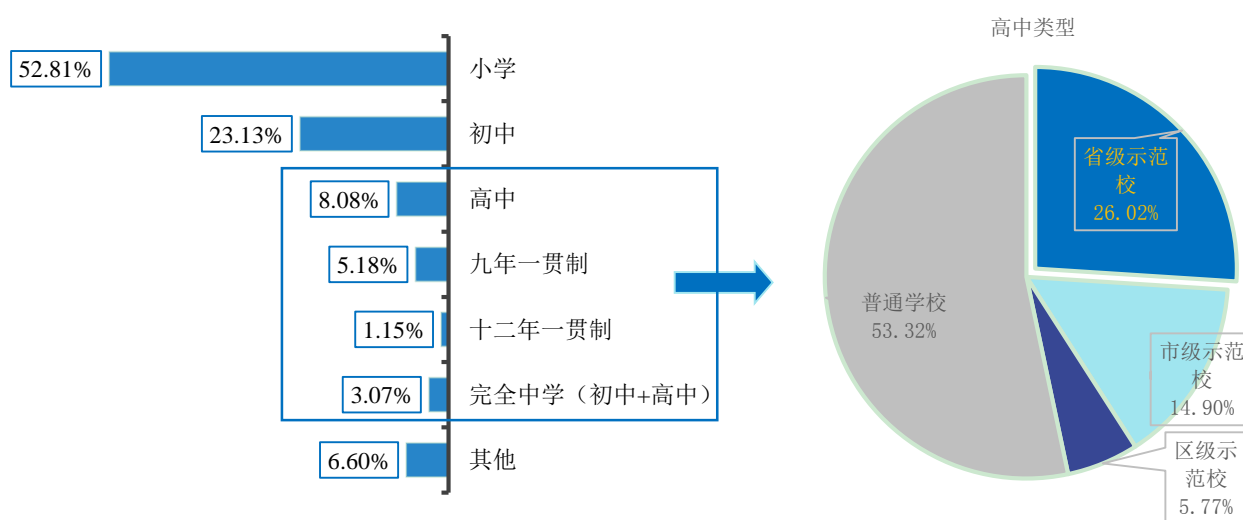 52.81%
小学
23.13%
初中
8.08%
高中
5.18%
九年一贯制
1.15%
十二年一贯制
3.07%
完全中学（初中+高中）
6.60%
其他
高中类型
省级示范
校
26.02%
普通学校
53.32%
市级示范
校
14.90%
区级示
范校
5.77%